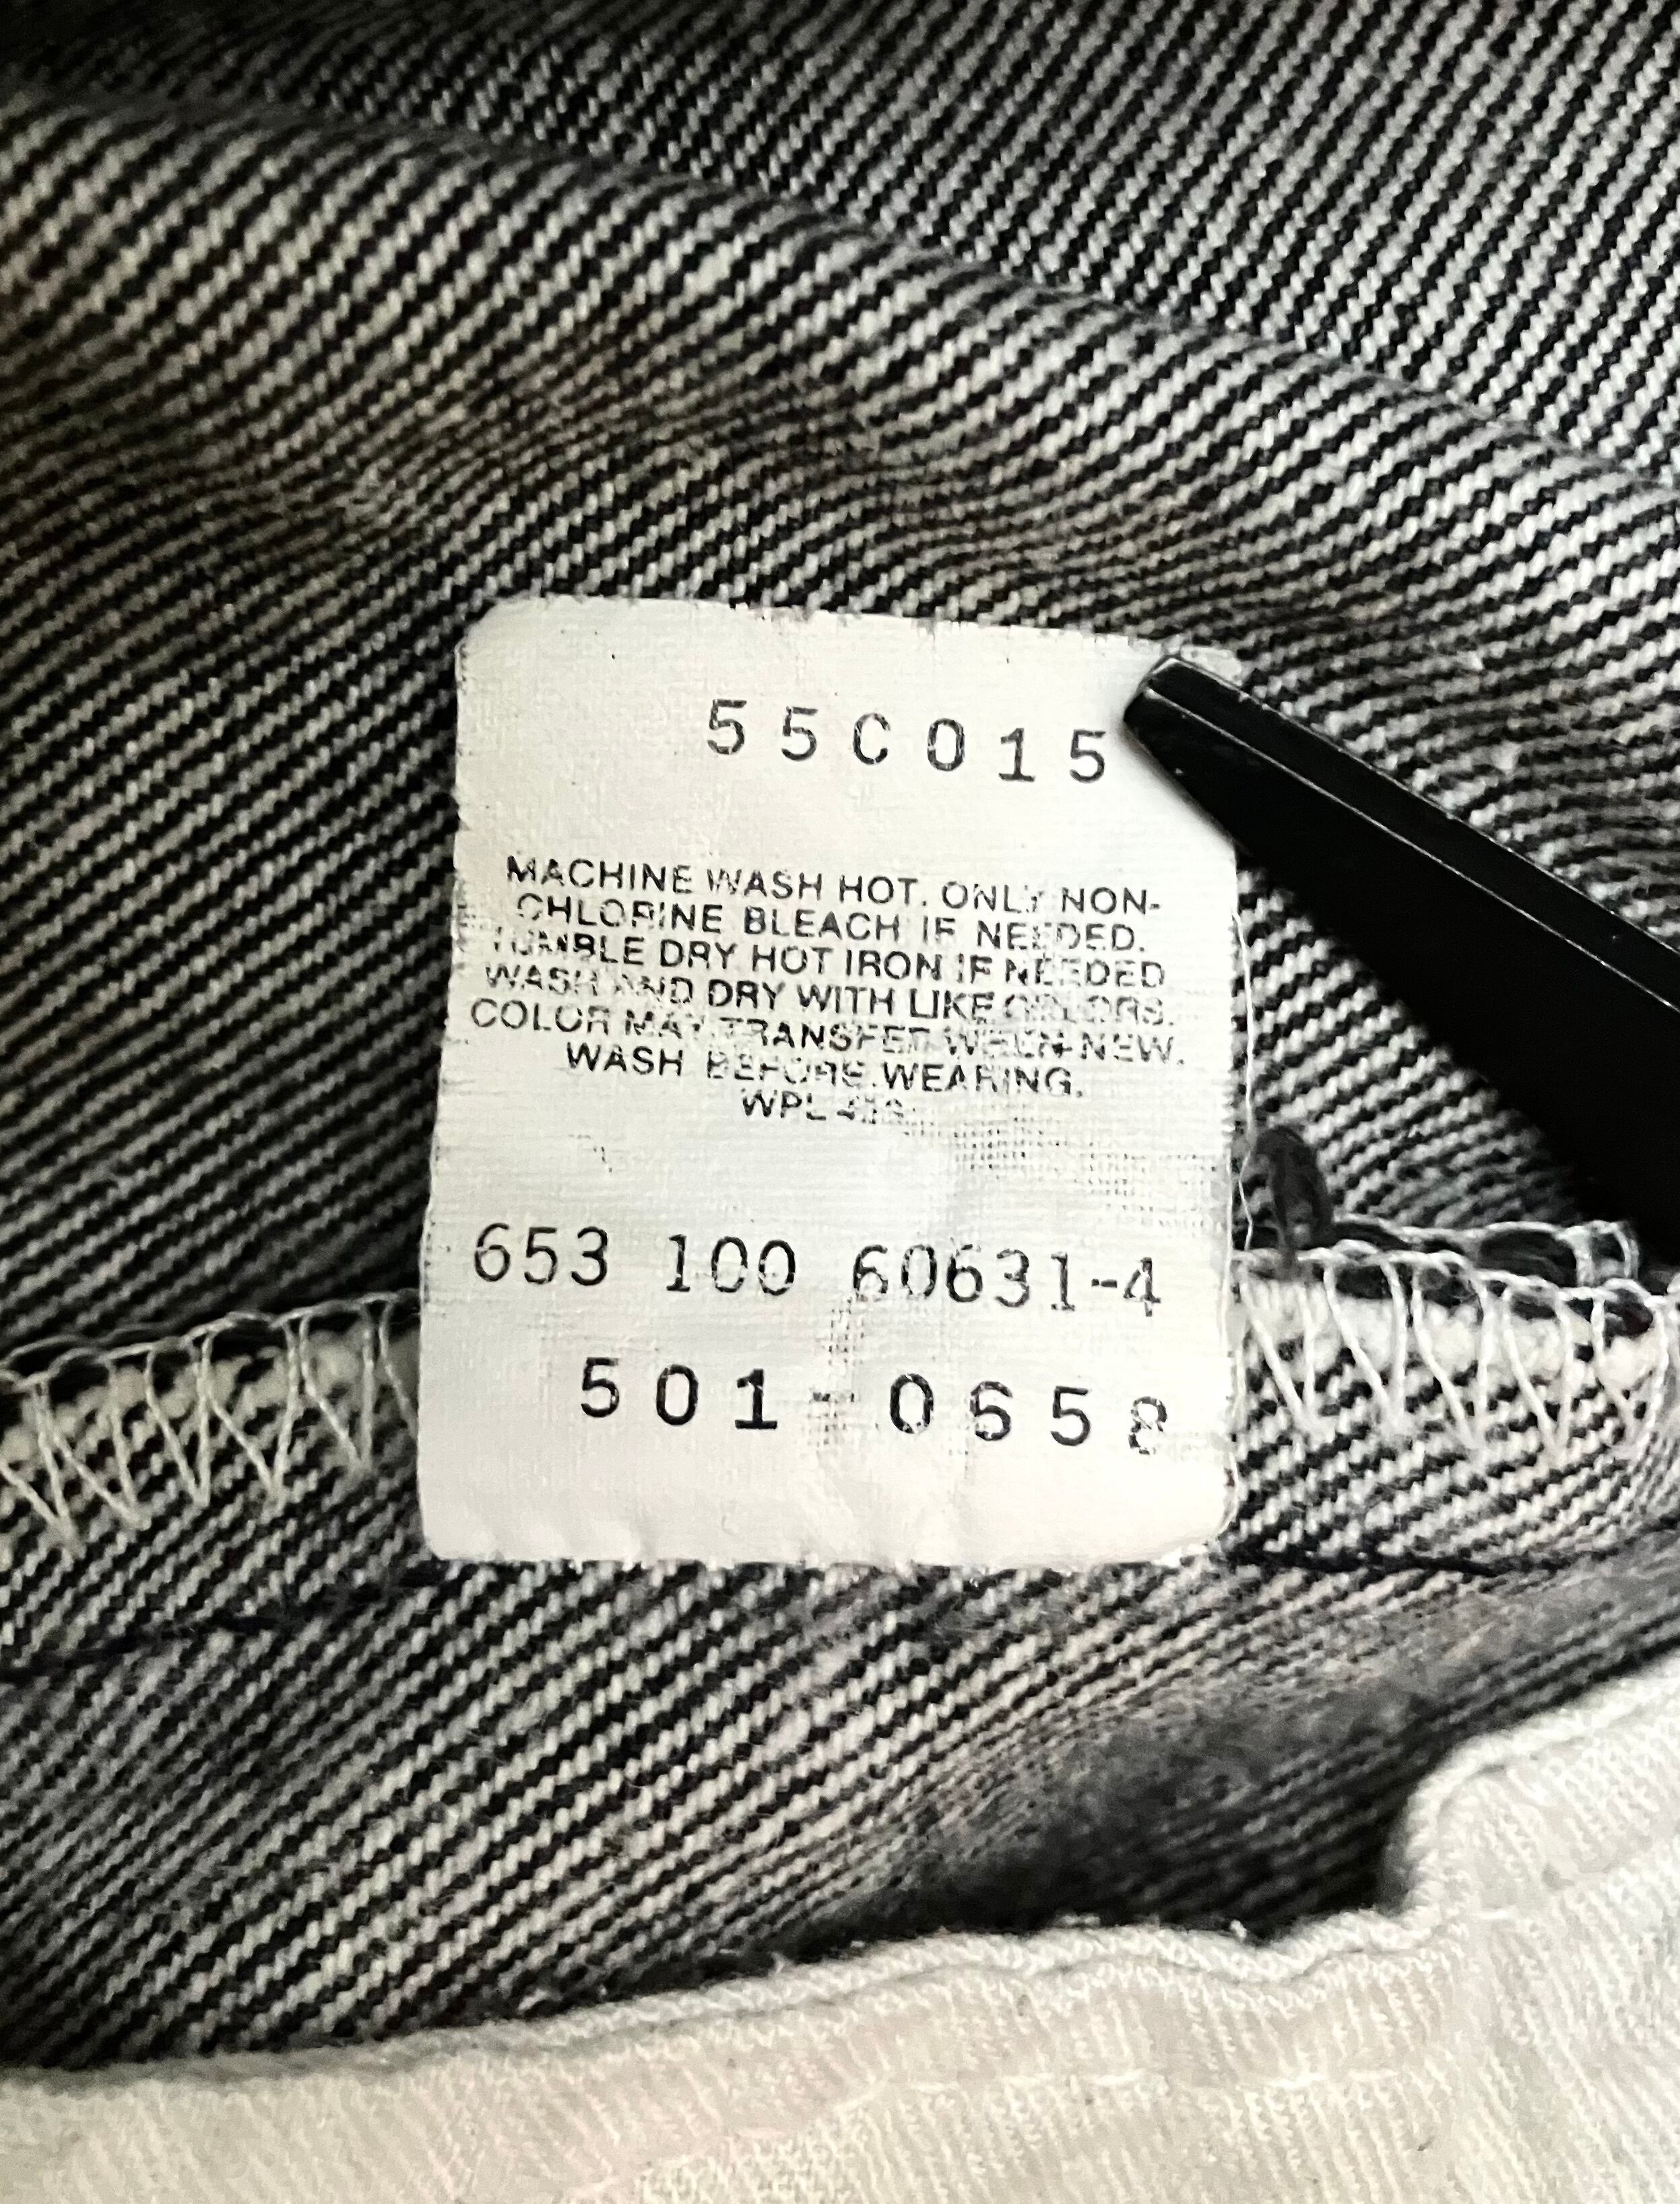 55C015
MACHINE WASH HOT. ONLY NON-
CHLORINE BLEACH IF NEEDED.
TUMBLE DRY HOT IRON IF NEEDED
WASH AND DRY WITH LIKE COLORS.
COLOR MAY TRANSFER WHEN NEW.
WASH BEFORE WEARING.
WPL
653 100 60631-4
501-0658